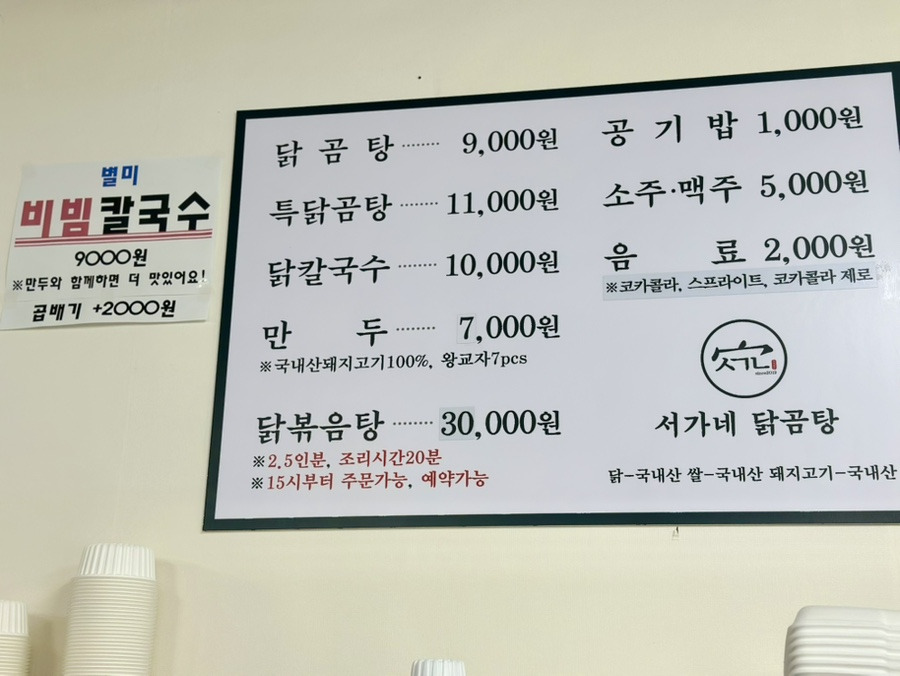 별미
비빔칼국수
9000원
※만두와 함께하면 더 맛있어요!
곱배기 +2000원
닭곰탕 ········ 9,000원
특닭곰탕 ········ 11,000원
닭칼국수 ········ 10,000원
만두 ········ 7,000원
※국내산돼지고기100%, 왕교자7pcs
닭볶음탕 ········ 30,000원
※2.5인분, 조리시간20분
※15시부터 주문가능, 예약가능
공기밥 1,000원
소주·맥주 5,000원
음료 2,000원
※코카콜라, 스프라이트, 코카콜라 제로
서가네 닭곰탕
닭-국내산 쌀-국내산 돼지고기-국내산